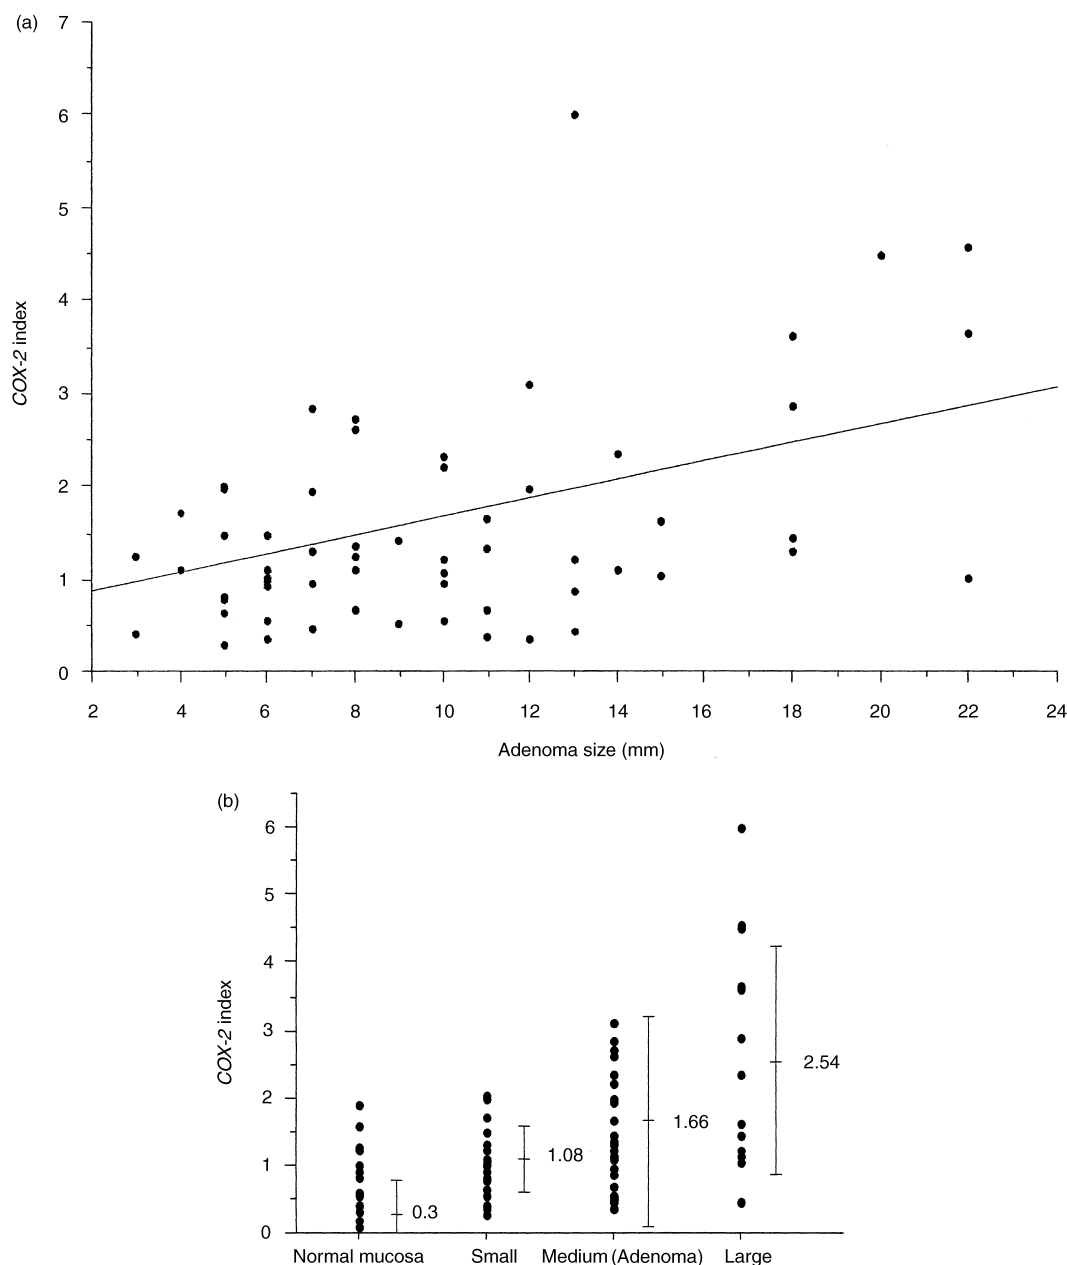 (a)
7
6
5
4
3
2
1
0
COX-2 index
2 4 6 8 10 12 14 16 18 20 22 24
Adenoma size (mm)
(b)
6
5
4
3
2
1
0
COX-2 index
0.3
1.08
1.66
2.54
Normal mucosa Small Medium (Adenoma) Large